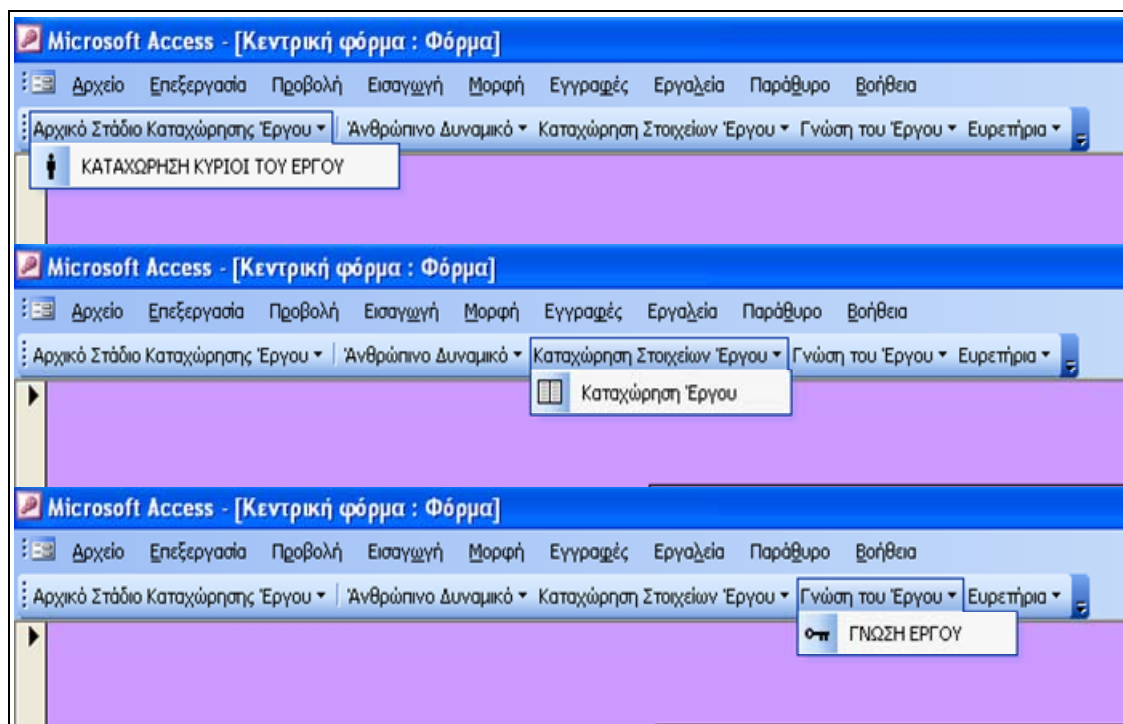 Microsoft Access - [Κεντρική φόρμα : Φόρμα]
Αρχείο Επεξεργασία Προβολή Εισαγωγή Μορφή Εγγραφές Εργαλεία Παράθυρο Βοήθεια
Αρχικό Στάδιο Καταχώρησης Έργου Άνθρώπινο Δυναμικό Καταχώρηση Στοιχείων Έργου Γνώση του Έργου Ευρετήρια
ΚΑΤΑΧΩΡΗΣΗ ΚΥΡΙΟΙ ΤΟΥ ΕΡΓΟΥ
Microsoft Access - [Κεντρική φόρμα : Φόρμα]
Αρχείο Επεξεργασία Προβολή Εισαγωγή Μορφή Εγγραφές Εργαλεία Παράθυρο Βοήθεια
Αρχικό Στάδιο Καταχώρησης Έργου Άνθρώπινο Δυναμικό Καταχώρηση Στοιχείων Έργου Γνώση του Έργου Ευρετήρια
Καταχώρηση Έργου
Microsoft Access - [Κεντρική φόρμα : Φόρμα]
Αρχείο Επεξεργασία Προβολή Εισαγωγή Μορφή Εγγραφές Εργαλεία Παράθυρο Βοήθεια
Αρχικό Στάδιο Καταχώρησης Έργου Άνθρώπινο Δυναμικό Καταχώρηση Στοιχείων Έργου Γνώση του Έργου Ευρετήρια
ΓΝΩΣΗ ΕΡΓΟΥ